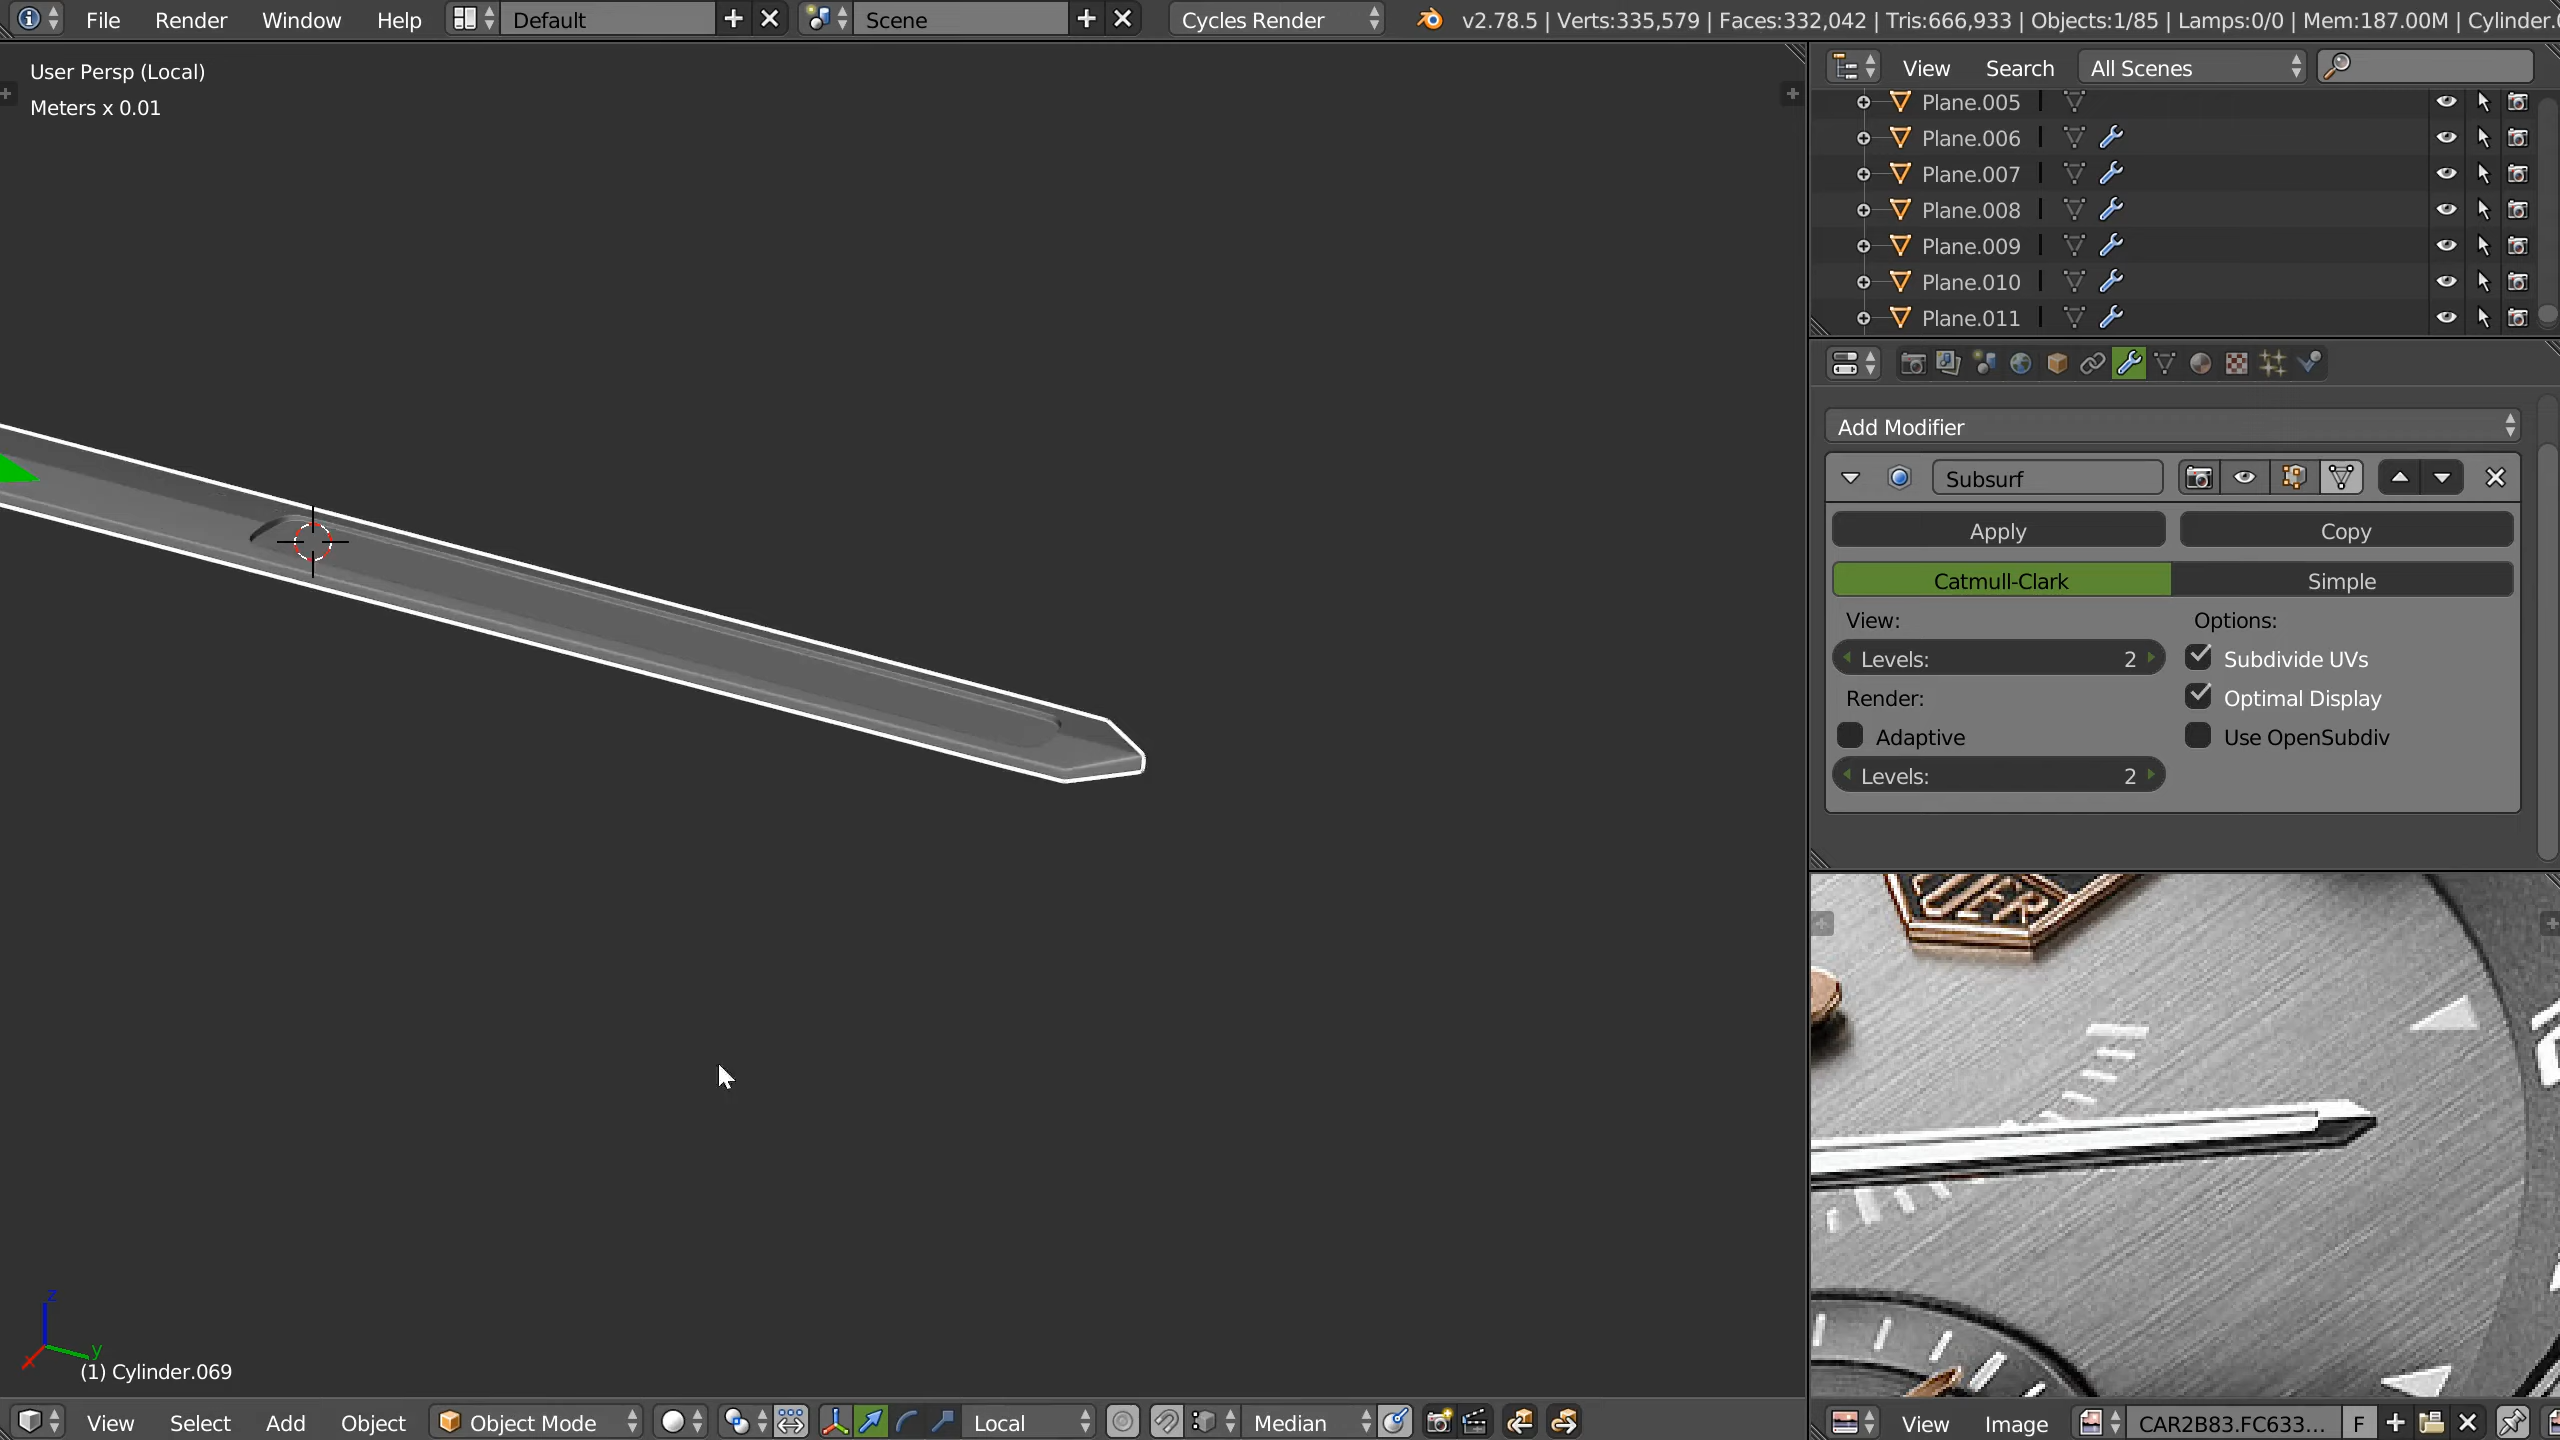 File Render Window Help Default Scene Cycles Render v2.78.5 | Verts:335,579 | Faces:332,042 | Tris:666,933 | Objects:1/85 | Lamps:0/0 | Mem:187.00M | Cylinder.
User Persp (Local)
Meters x 0.01
View Search All Scenes
Plane.005
Plane.006
Plane.007
Plane.008
Plane.009
Plane.010
Plane.011
Add Modifier
Subsurf
Apply Copy
Catmull-Clark Simple
View: Options:
Levels: 2 Subdivide UVs
Render: Optimal Display
Adaptive Use OpenSubdiv
Levels: 2
z
y
x
(1) Cylinder.069
View Select Add Object Object Mode Local Median
View Image CAR2B83.FC633... F